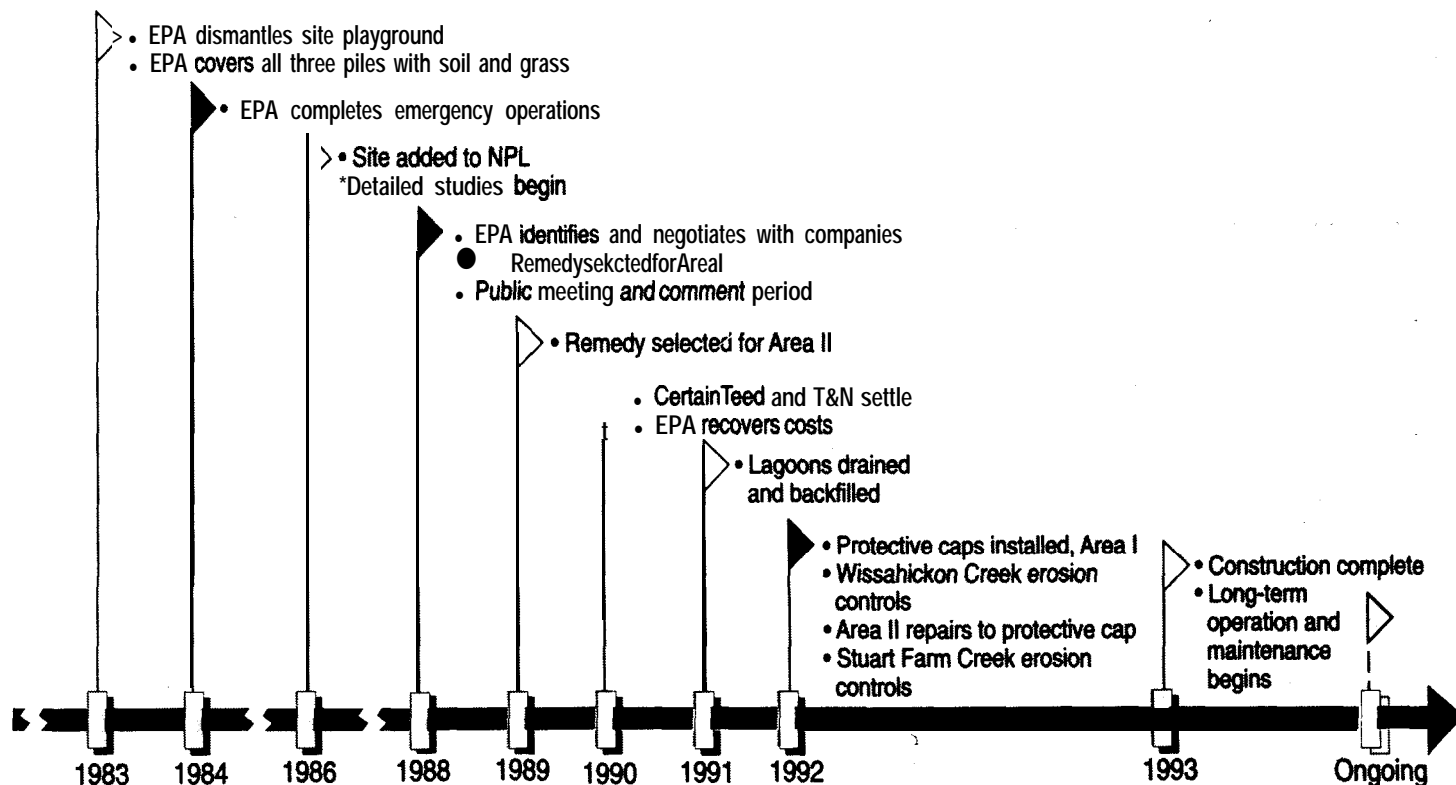 • EPA dismantles site playground
• EPA covers all three piles with soil and grass
• EPA completes emergency operations
• Site added to NPL
*Detailed studies begin
• EPA identifies and negotiates with companies
● RemedysekctedforAreal
• Public meeting and comment period
• Remedy selected for Area II
• CertainTeed and T&N settle
t • EPA recovers costs
• Lagoons drained
and backfilled
• Protective caps installed, Area I
• Wissahickon Creek erosion
controls
• Area II repairs to protective cap
• Stuart Farm Creek erosion
controls
• Construction complete
• Long-term
operation and
maintenance
begins
1983 1984 1986 1988 1989 1990 1991 1992 1993 Ongoing